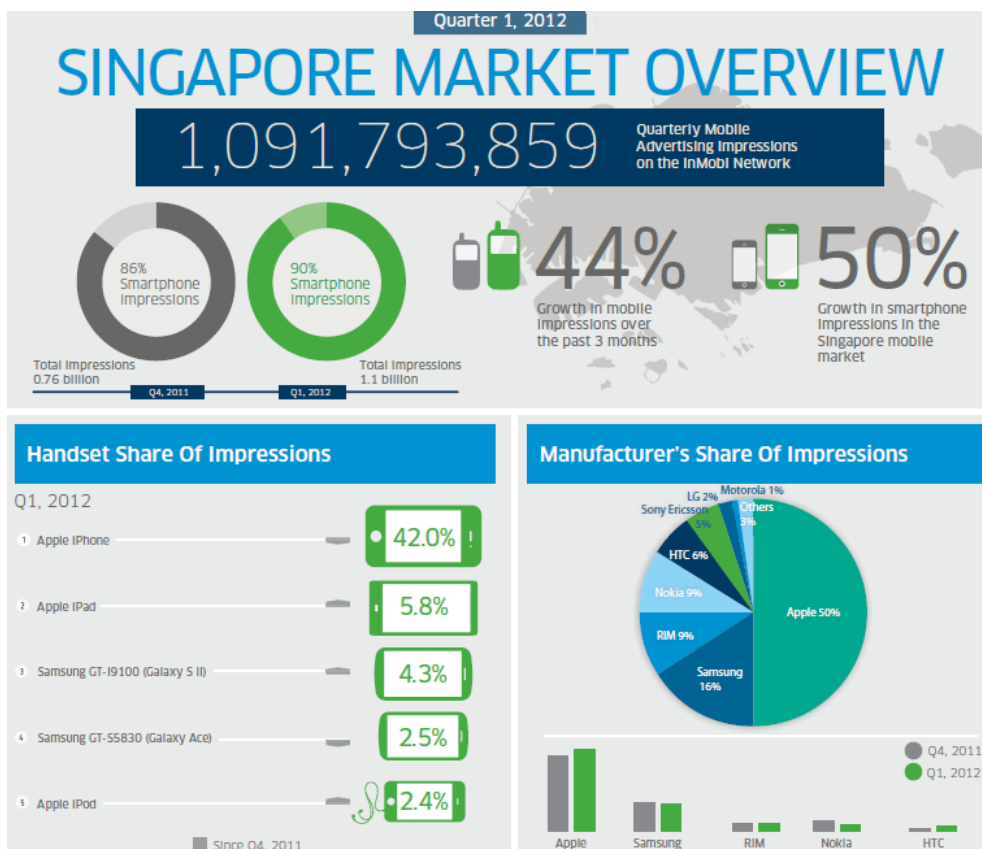 Quarter 1, 2012
SINGAPORE MARKET OVERVIEW
1,091,793,859
Quarterly Mobile
Advertising Impressions
on the InMobi Network
86%
Smartphone
Impressions
90%
Smartphone
Impressions
Total Impressions
0.76 billion
Total Impressions
1.1 billion
Q4, 2011
Q1, 2012
44%
Growth in mobile
impressions over
the past 3 months
50%
Growth in smartphone
impressions in the
Singapore mobile
market
Handset Share Of Impressions
Q1, 2012
1 Apple iPhone 42.0%
2 Apple iPad 5.8%
3 Samsung GT-I9100 (Galaxy S II) 4.3%
4 Samsung GT-S5830 (Galaxy Ace) 2.5%
5 Apple iPod 2.4%
Since Q4, 2011
Manufacturer's Share Of Impressions
Motorola 1%
LG 2%
Others
3%
Sony Ericsson
5%
HTC 6%
Nokia 9%
Apple 50%
RIM 9%
Samsung
16%
Q4, 2011
Q1, 2012
Apple
Samsung
RIM
Nokia
HTC